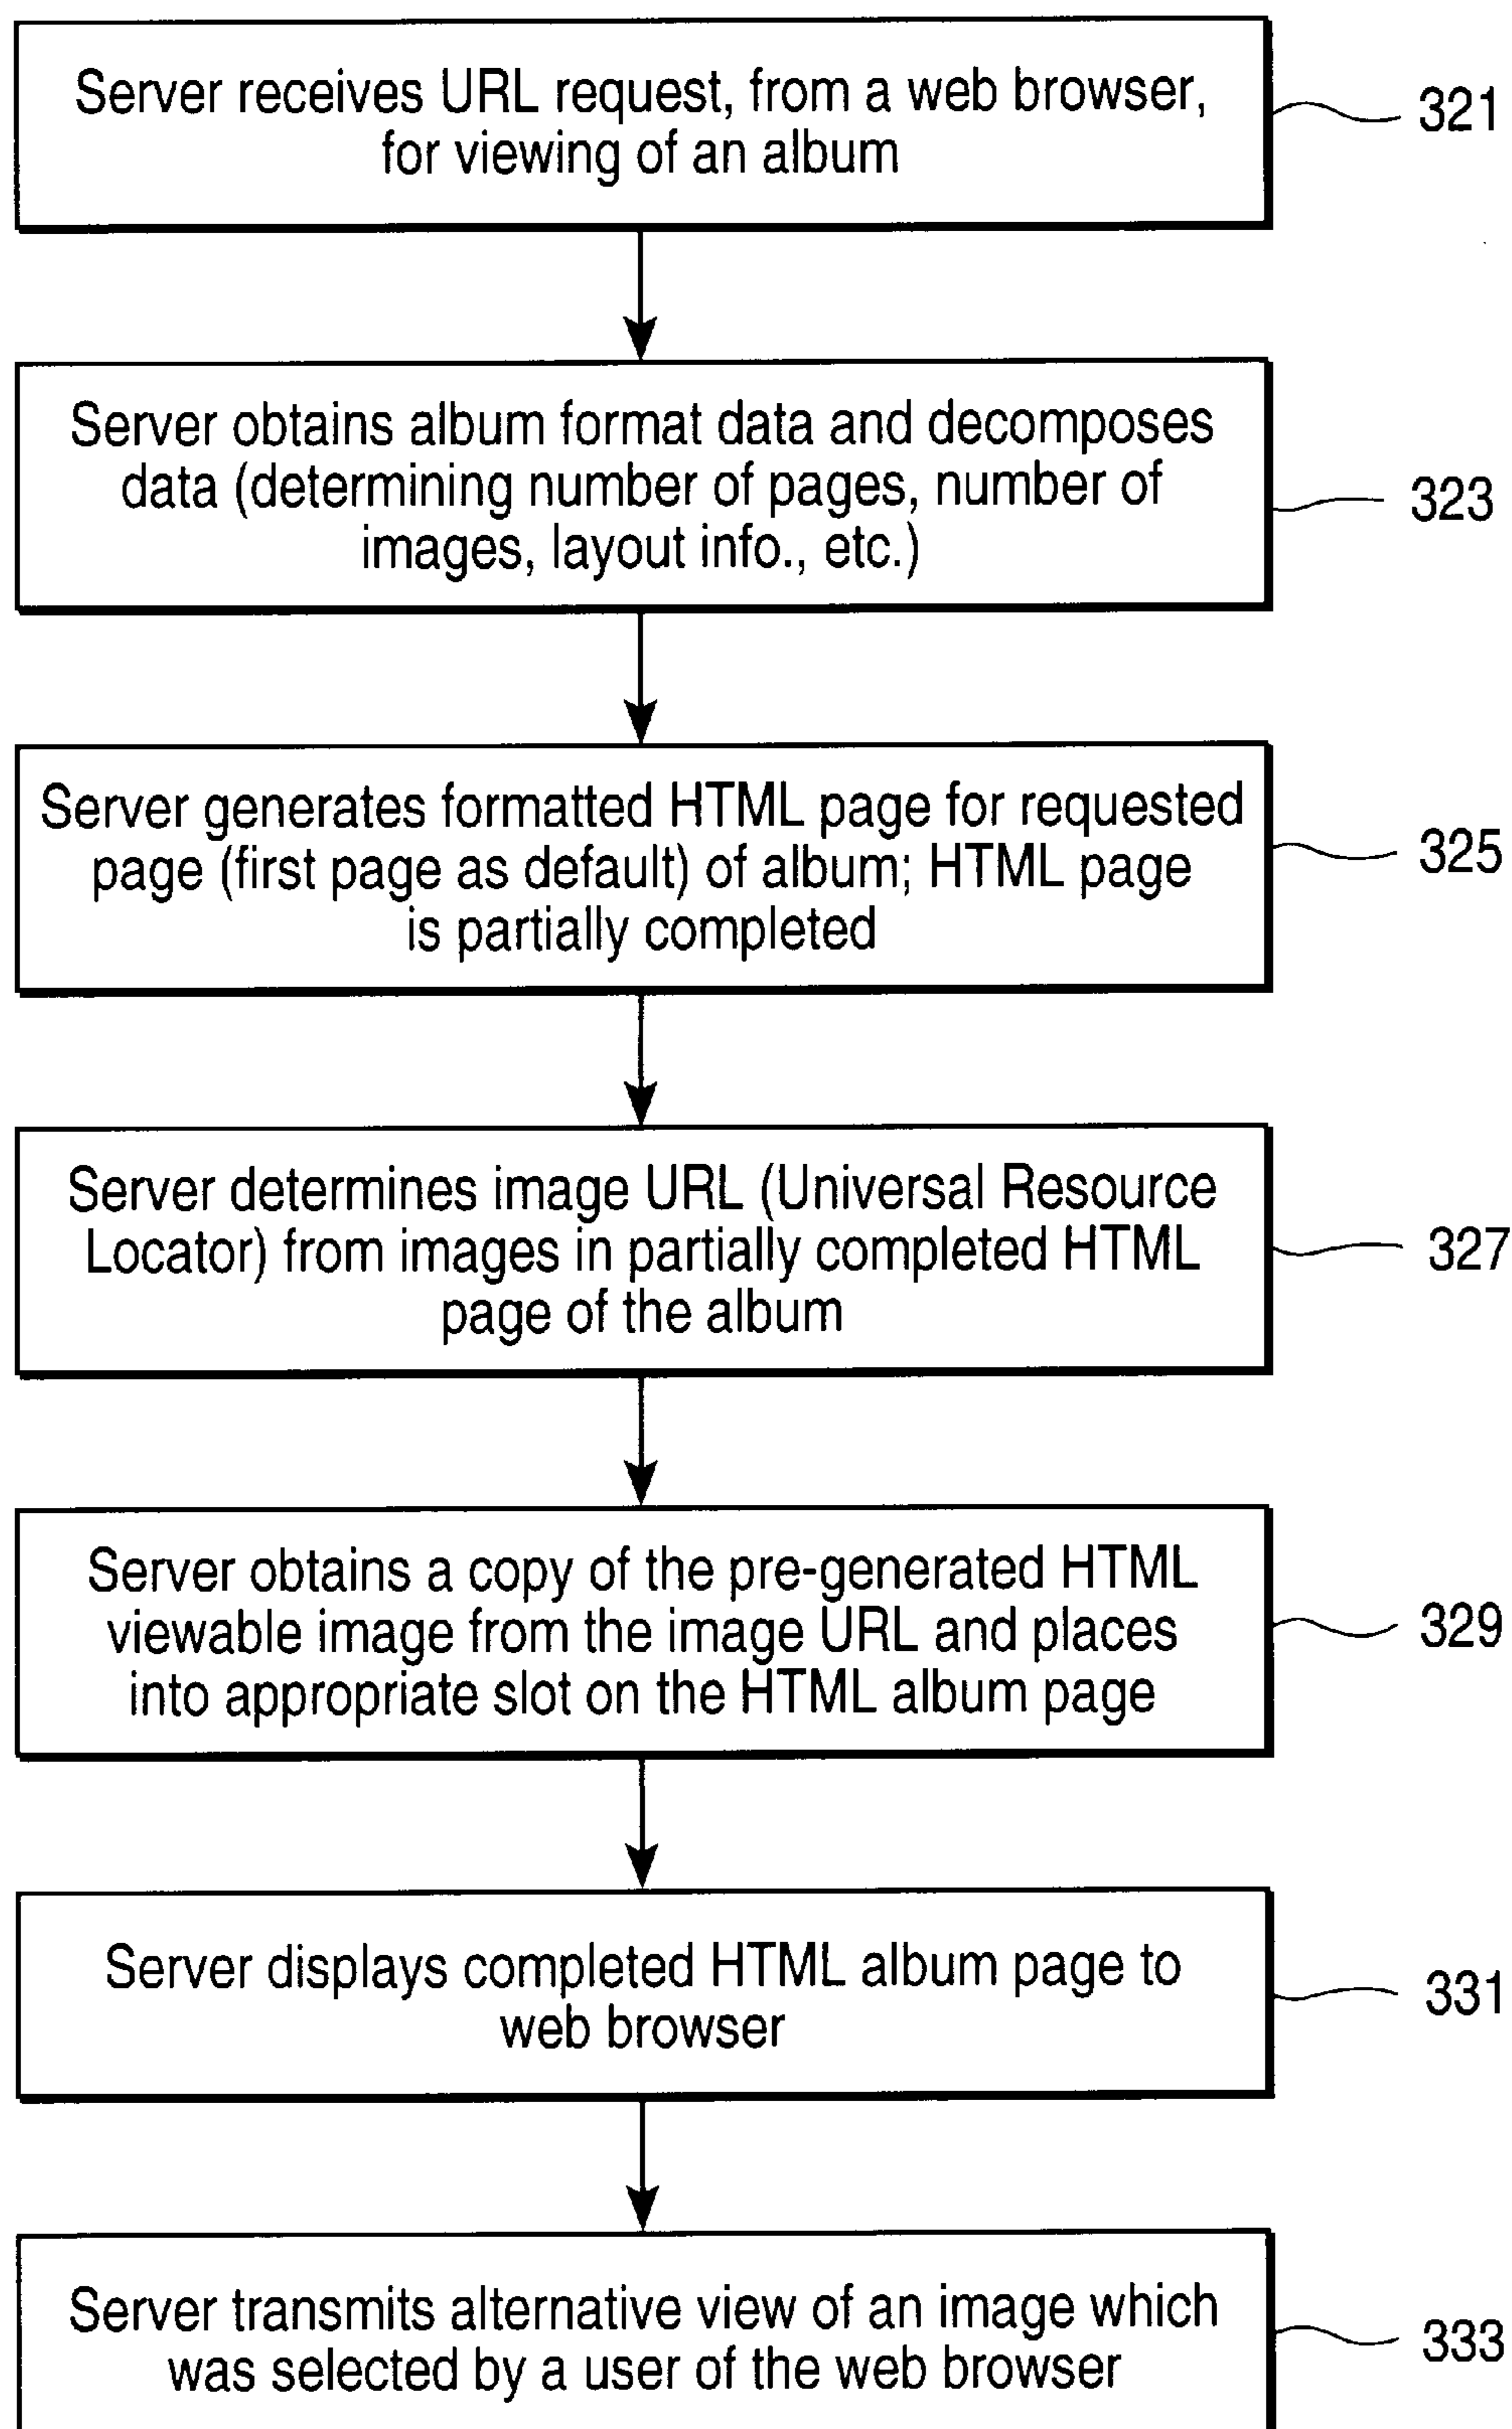 Server receives URL request, from a web browser,
for viewing of an album
321
Server obtains album format data and decomposes
data (determining number of pages, number of
images, layout info., etc.)
323
Server generates formatted HTML page for requested
page (first page as default) of album; HTML page
is partially completed
325
Server determines image URL (Universal Resource
Locator) from images in partially completed HTML
page of the album
327
Server obtains a copy of the pre-generated HTML
viewable image from the image URL and places
into appropriate slot on the HTML album page
329
Server displays completed HTML album page to
web browser
331
Server transmits alternative view of an image which
was selected by a user of the web browser
333